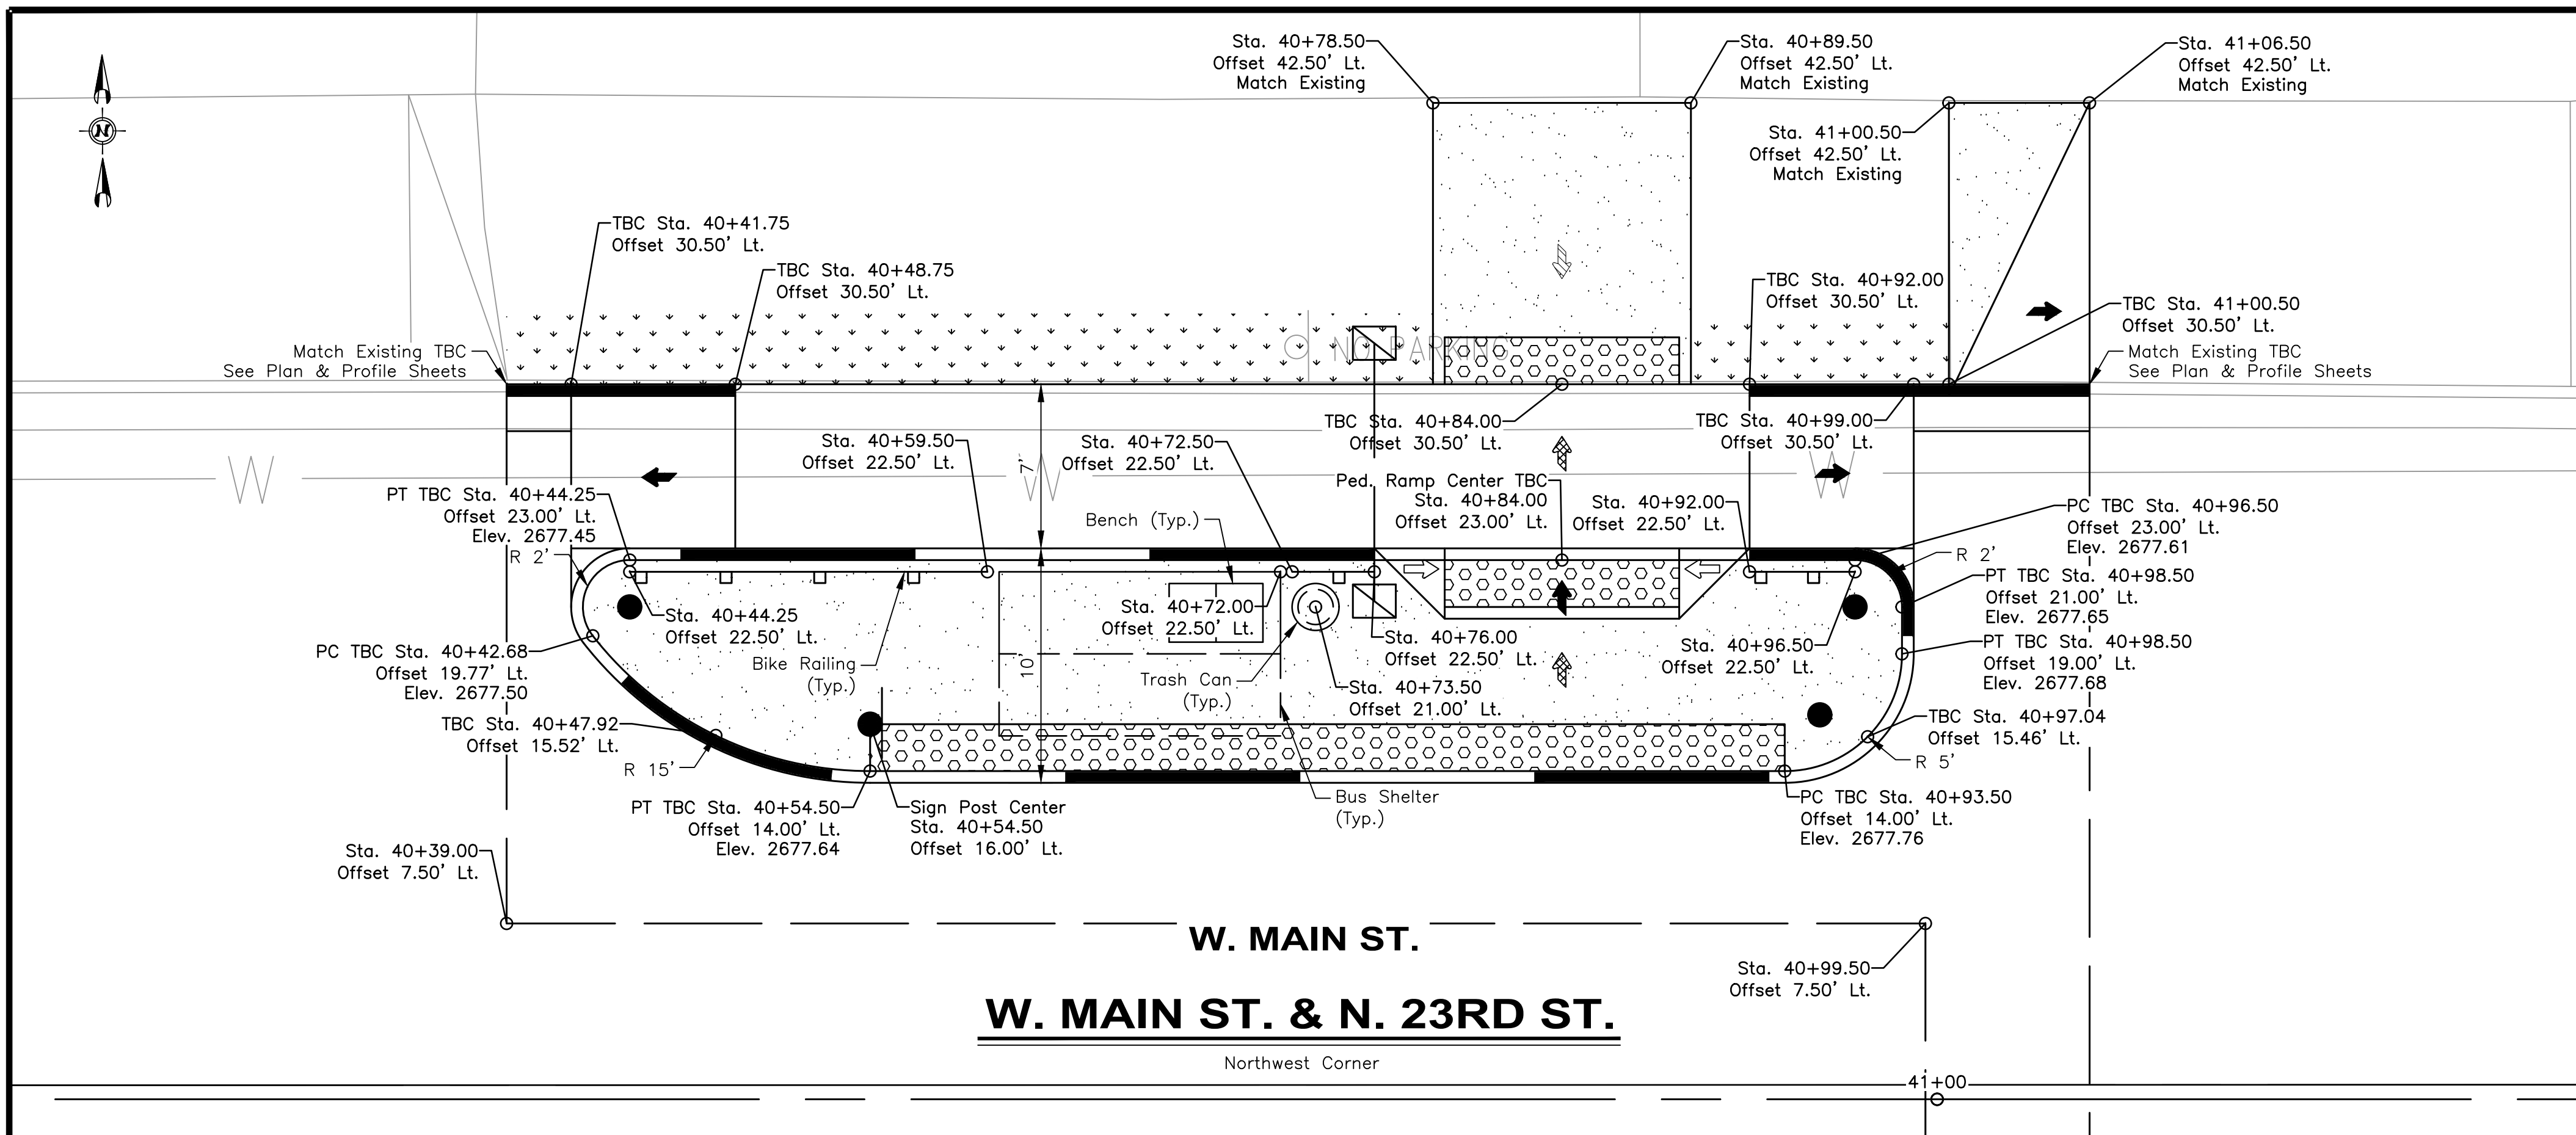 Sta. 40+78.50
Offset 42.50' Lt.
Match Existing
Sta. 40+89.50
Offset 42.50' Lt.
Match Existing
Sta. 41+06.50
Offset 42.50' Lt.
Match Existing
N
Sta. 41+00.50
Offset 42.50' Lt.
Match Existing
TBC Sta. 40+41.75
Offset 30.50' Lt.
TBC Sta. 40+48.75
Offset 30.50' Lt.
TBC Sta. 40+92.00
Offset 30.50' Lt.
TBC Sta. 41+00.50
Offset 30.50' Lt.
Match Existing TBC
See Plan & Profile Sheets
NO PARKING
Match Existing TBC
See Plan & Profile Sheets
TBC Sta. 40+84.00
Offset 30.50' Lt.
TBC Sta. 40+99.00
Offset 30.50' Lt.
Sta. 40+59.50
Offset 22.50' Lt.
7'
Sta. 40+72.50
Offset 22.50' Lt.
W
W
W
Ped. Ramp Center TBC
Sta. 40+84.00
Offset 23.00' Lt.
Sta. 40+92.00
Offset 22.50' Lt.
PT TBC Sta. 40+44.25
Offset 23.00' Lt.
Elev. 2677.45
R 2'
Bench (Typ.)
PC TBC Sta. 40+96.50
Offset 23.00' Lt.
Elev. 2677.61
R 2'
PT TBC Sta. 40+98.50
Offset 21.00' Lt.
Elev. 2677.65
Sta. 40+44.25
Offset 22.50' Lt.
Sta. 40+72.00
Offset 22.50' Lt.
Sta. 40+76.00
Offset 22.50' Lt.
Sta. 40+96.50
Offset 22.50' Lt.
PT TBC Sta. 40+98.50
Offset 19.00' Lt.
Elev. 2677.68
PC TBC Sta. 40+42.68
Offset 19.77' Lt.
Elev. 2677.50
Bike Railing
(Typ.)
10'
Trash Can
(Typ.)
Sta. 40+73.50
Offset 21.00' Lt.
TBC Sta. 40+47.92
Offset 15.52' Lt.
R 15'
TBC Sta. 40+97.04
Offset 15.46' Lt.
R 5'
PT TBC Sta. 40+54.50
Offset 14.00' Lt.
Elev. 2677.64
Sign Post Center
Sta. 40+54.50
Offset 16.00' Lt.
Bus Shelter
(Typ.)
PC TBC Sta. 40+93.50
Offset 14.00' Lt.
Elev. 2677.76
Sta. 40+39.00
Offset 7.50' Lt.
W. MAIN ST.
Sta. 40+99.50
Offset 7.50' Lt.
W. MAIN ST. & N. 23RD ST.
Northwest Corner
41+00